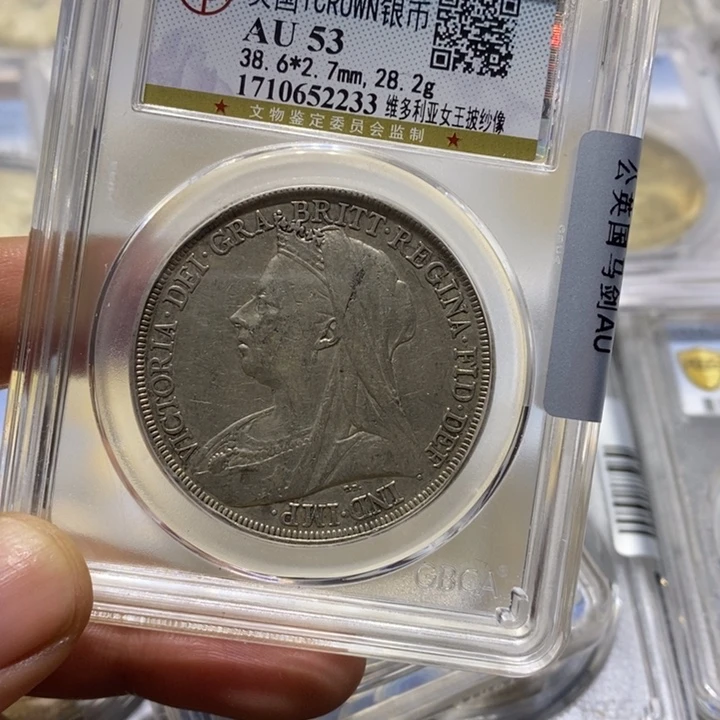 英国1CROWN银币
AU 53
38.6*2.7mm, 28.2g
1710652233 维多利亚女王披纱像
文物鉴定委员会监制
VICTORIA·DEI·GRA·BRITT·REGINA·FID·DEF·
IND·IMP·
GBCA
公英国马剑AU